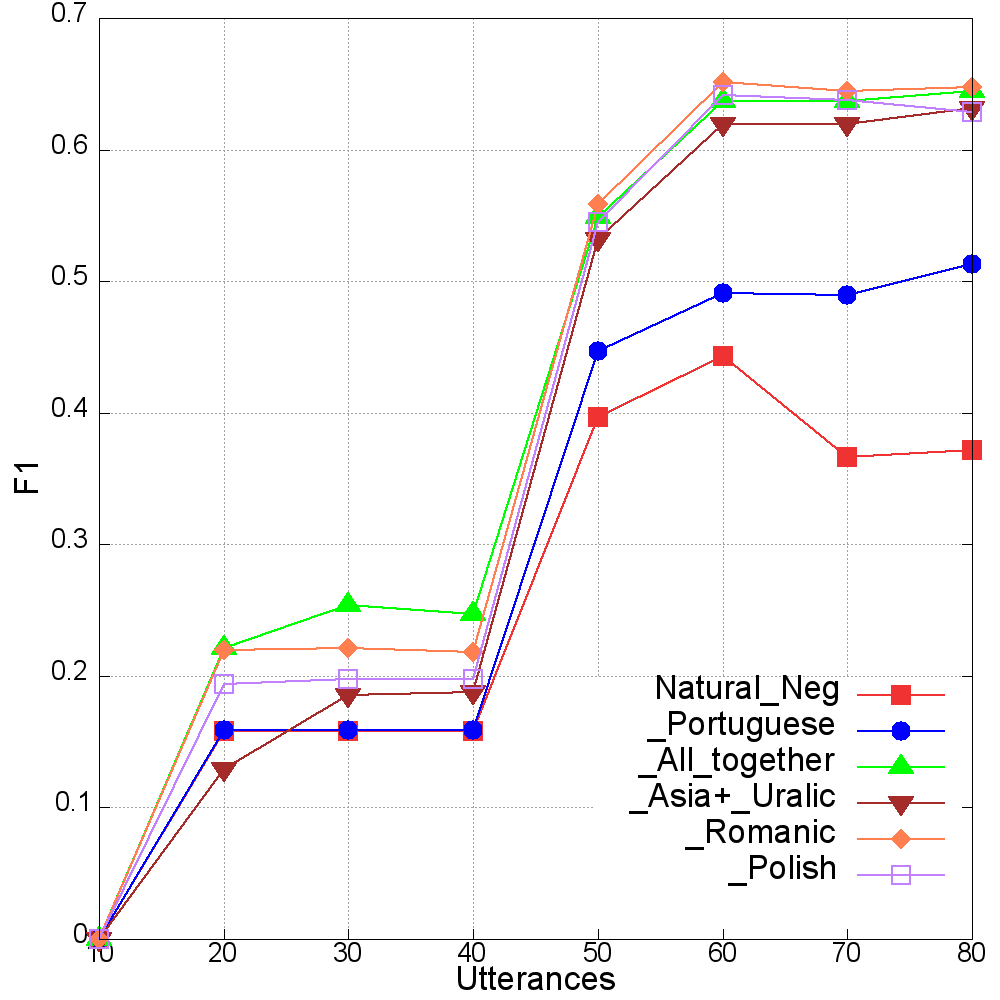 0.7
0.6
0.5
0.4
0.3
0.2
0.1
0
F1
10 20 30 40 50 60 70 80
Utterances
Natural_Neg
_Portuguese
_All_together
_Asia+_Uralic
_Romanic
_Polish